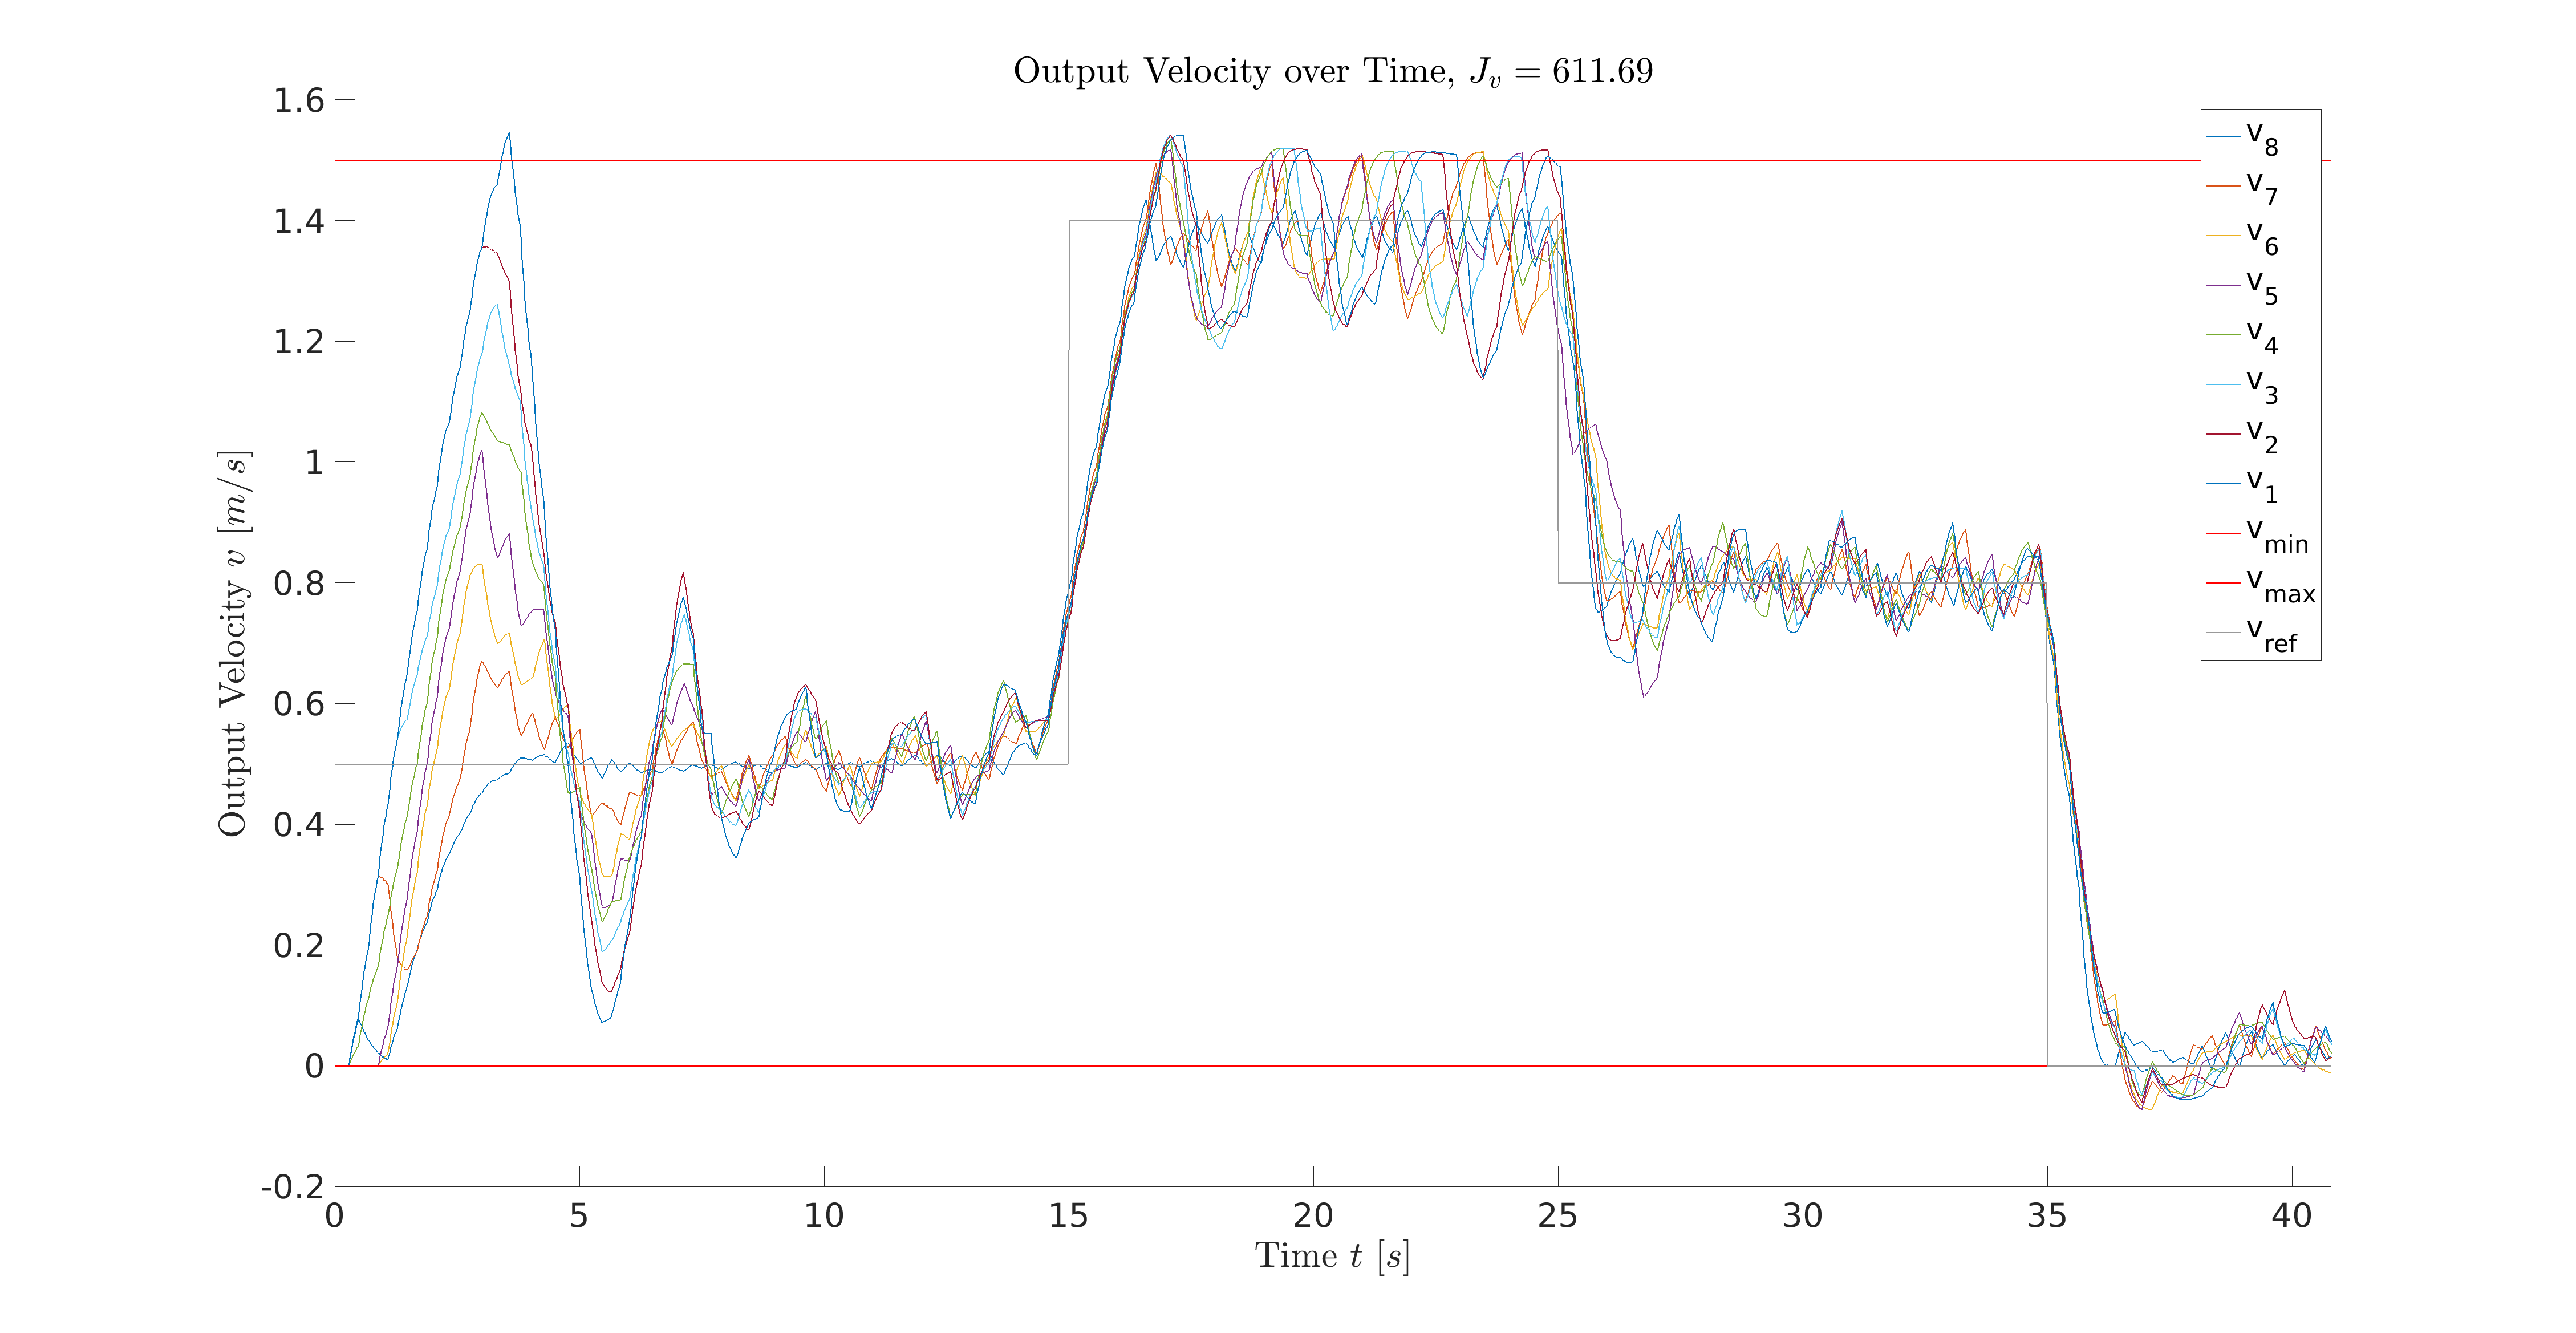 Output Velocity over Time, J_v = 611.69
Output Velocity v [m/s]
1.6
1.4
1.2
1
0.8
0.6
0.4
0.2
0
-0.2
0 5 10 15 20 25 30 35 40
Time t [s]
v_8
v_7
v_6
v_5
v_4
v_3
v_2
v_1
v_min
v_max
v_ref